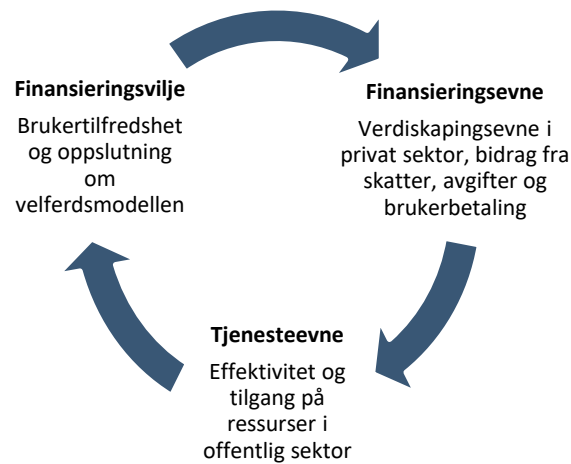 Finansieringsvilje
Brukertilfredshet
og oppslutning
om
velferdsmodellen
Finansieringsevne
Verdiskapingsevne i
privat sektor, bidrag fra
skatter, avgifter og
brukerbetaling
Tjenesteevne
Effektivitet og
tilgang på
ressurser i
offentlig sektor